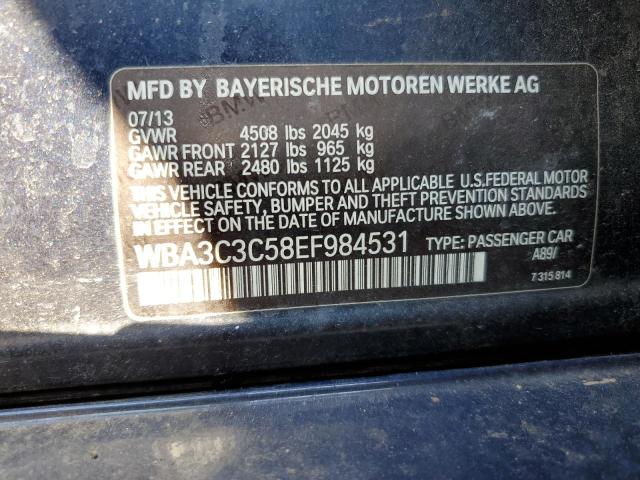 MFD BY BAYERISCHE MOTOREN WERKE AG
07/13
GVWR 4508 lbs 2045 kg
GAWR FRONT 2127 lbs 965 kg
GAWR REAR 2480 lbs 1125 kg
THIS VEHICLE CONFORMS TO ALL APPLICABLE U.S.FEDERAL MOTOR
VEHICLE SAFETY, BUMPER AND THEFT PREVENTION STANDARDS
IN EFFECT ON THE DATE OF MANUFACTURE SHOWN ABOVE.
WBA3C3C58EF984531 TYPE: PASSENGER CAR
A89/
7 315 814